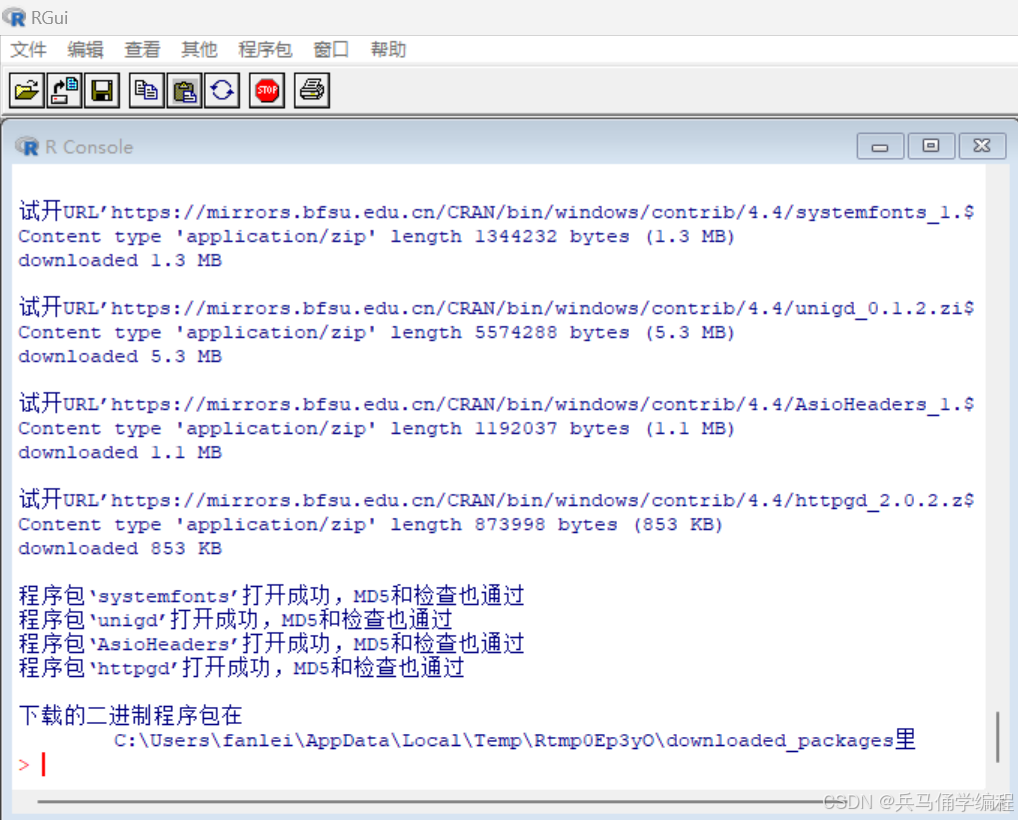 RGui
文件 编辑 查看 其他 程序包 窗口 帮助
STOP
R Console
试开URL’https://mirrors.bfsu.edu.cn/CRAN/bin/windows/contrib/4.4/systemfonts_1.$
Content type 'application/zip' length 1344232 bytes (1.3 MB)
downloaded 1.3 MB
试开URL’https://mirrors.bfsu.edu.cn/CRAN/bin/windows/contrib/4.4/unigd_0.1.2.zi$
Content type 'application/zip' length 5574288 bytes (5.3 MB)
downloaded 5.3 MB
试开URL’https://mirrors.bfsu.edu.cn/CRAN/bin/windows/contrib/4.4/AsioHeaders_1.$
Content type 'application/zip' length 1192037 bytes (1.1 MB)
downloaded 1.1 MB
试开URL’https://mirrors.bfsu.edu.cn/CRAN/bin/windows/contrib/4.4/httpgd_2.0.2.z$
Content type 'application/zip' length 873998 bytes (853 KB)
downloaded 853 KB
程序包‘systemfonts’打开成功，MD5和检查也通过
程序包‘unigd’打开成功，MD5和检查也通过
程序包‘AsioHeaders’打开成功，MD5和检查也通过
程序包‘httpgd’打开成功，MD5和检查也通过
下载的二进制程序包在
C:\Users\fanlei\AppData\Local\Temp\Rtmp0Ep3yO\downloaded_packages里
>
CSDN @兵马俑学编程